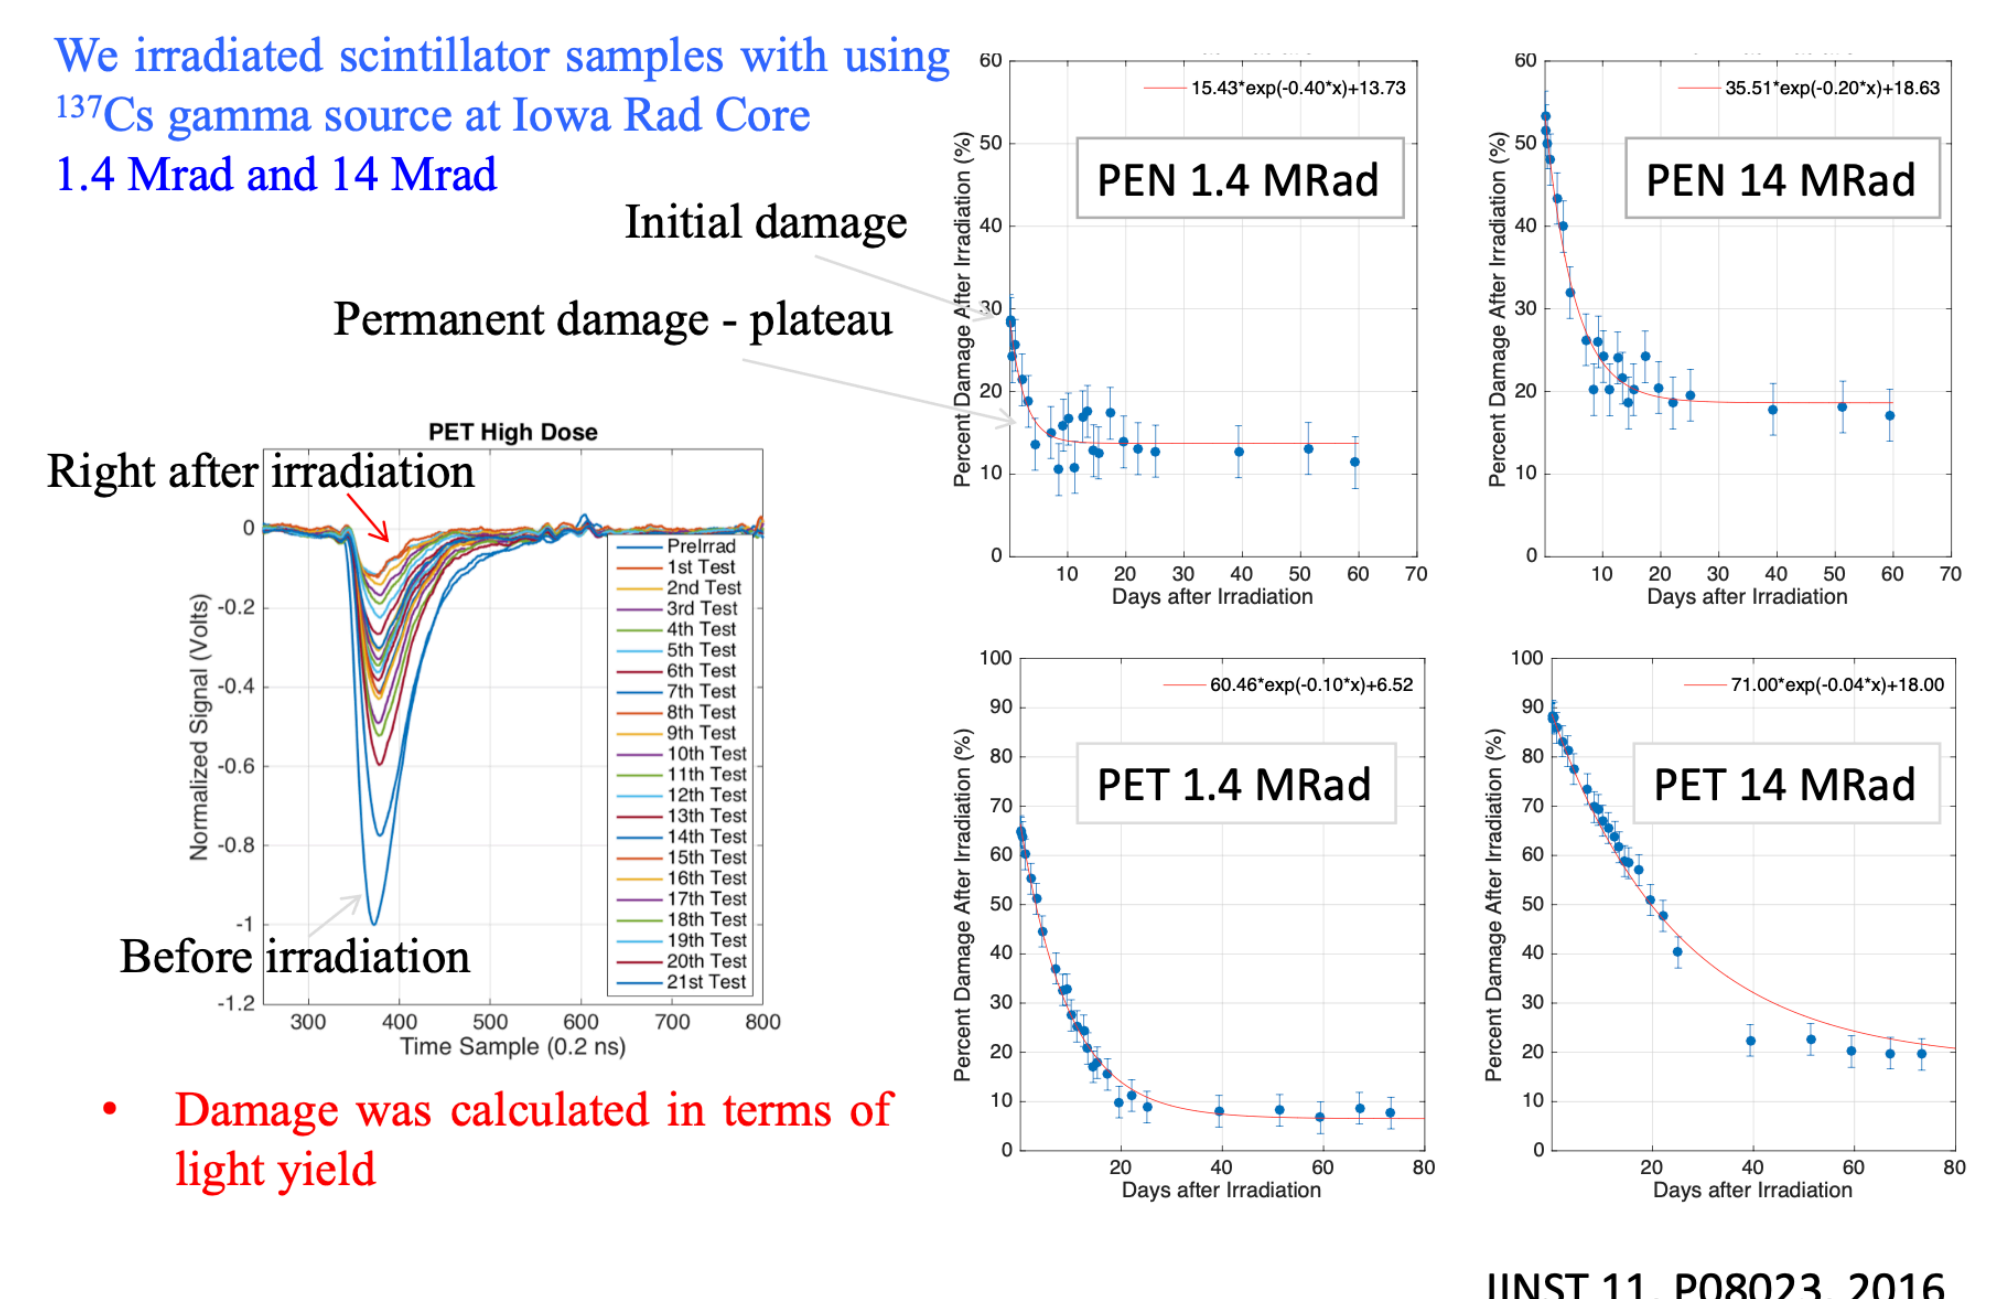 We irradiated scintillator samples with using
137Cs gamma source at Iowa Rad Core
1.4 Mrad and 14 Mrad
Initial damage
Permanent damage - plateau
PET High Dose
Right after irradiation
Before irradiation
0
-0.2
-0.4
-0.6
-0.8
-1
-1.2
Normalized Signal (Volts)
300 400 500 600 700 800
Time Sample (0.2 ns)
PreIrrad
1st Test
2nd Test
3rd Test
4th Test
5th Test
6th Test
7th Test
8th Test
9th Test
10th Test
11th Test
12th Test
13th Test
14th Test
15th Test
16th Test
17th Test
18th Test
19th Test
20th Test
21st Test
• Damage was calculated in terms of
light yield
15.43*exp(-0.40*x)+13.73
PEN 1.4 MRad
Percent Damage After Irradiation (%)
60
50
40
30
20
10
0
10 20 30 40 50 60 70
Days after Irradiation
35.51*exp(-0.20*x)+18.63
PEN 14 MRad
Percent Damage After Irradiation (%)
60
50
40
30
20
10
0
10 20 30 40 50 60 70
Days after Irradiation
60.46*exp(-0.10*x)+6.52
PET 1.4 MRad
Percent Damage After Irradiation (%)
100
90
80
70
60
50
40
30
20
10
0
20 40 60 80
Days after Irradiation
71.00*exp(-0.04*x)+18.00
PET 14 MRad
Percent Damage After Irradiation (%)
100
90
80
70
60
50
40
30
20
10
0
20 40 60 80
Days after Irradiation
JINST 11, P08023, 2016